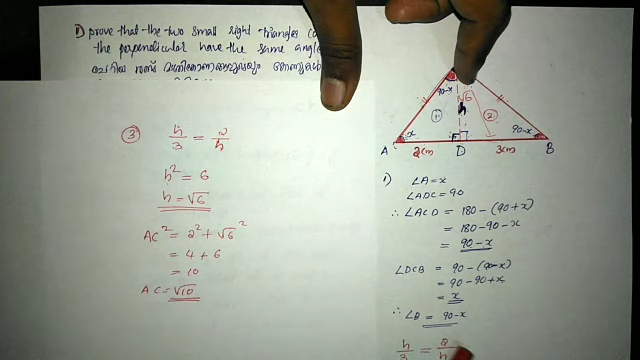 1) prove that the two small right triangles
the perpendicular have the same angle
3
h/3 = 2/h
h² = 6
h = √6
AC² = 2² + √6²
= 4 + 6
= 10
AC = √10
90-x
√6
h
1
2
x
90-x
A
2cm
D
3cm
B
1)
∠A = x
∠ADC = 90
∴ ∠ACD = 180 - (90+x)
= 180 - 90 - x
= 90 - x
∠DCB = 90 - (90-x)
= 90 - 90 + x
= x
∴ ∠B = 90-x
h/3 = 2/h